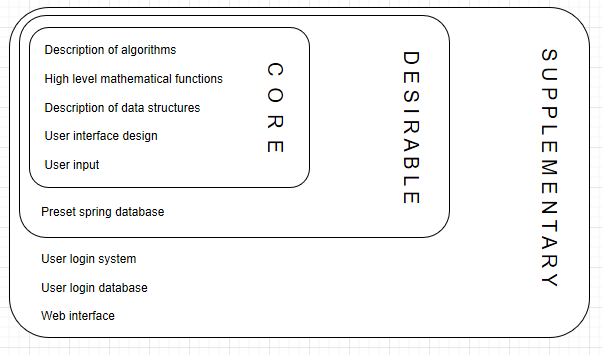 Description of algorithms
High level mathematical functions
Description of data structures
User interface design
User input
CORE
Preset spring database
DESIRABLE
User login system
User login database
Web interface
SUPPLEMENTARY